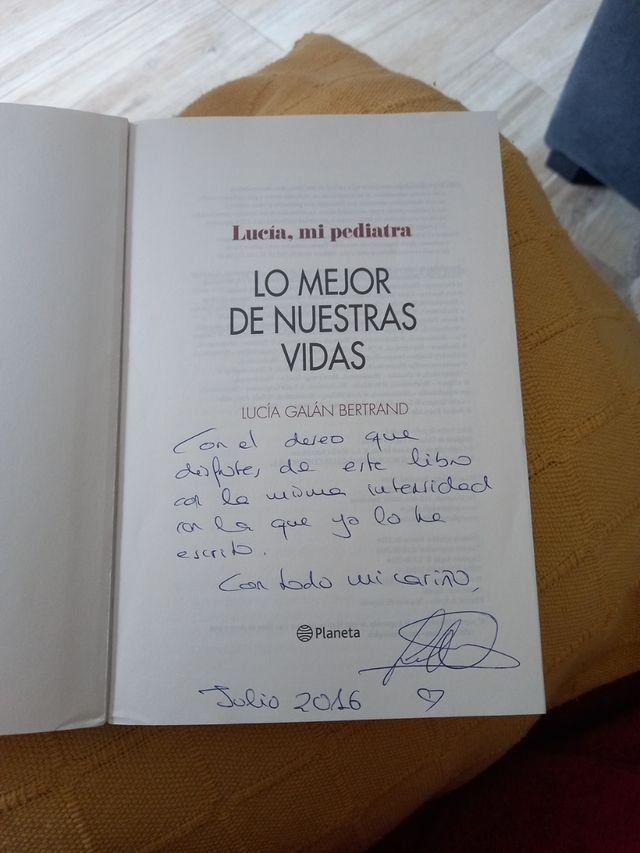 Lucía, mi pediatra
LO MEJOR
DE NUESTRAS
VIDAS
LUCÍA GALÁN BERTRAND
Con el deseo que
disfrutes de este libro
con la misma intensidad
con la que yo lo he
escrito.
Con todo mi cariño,
Planeta
Julio 2016